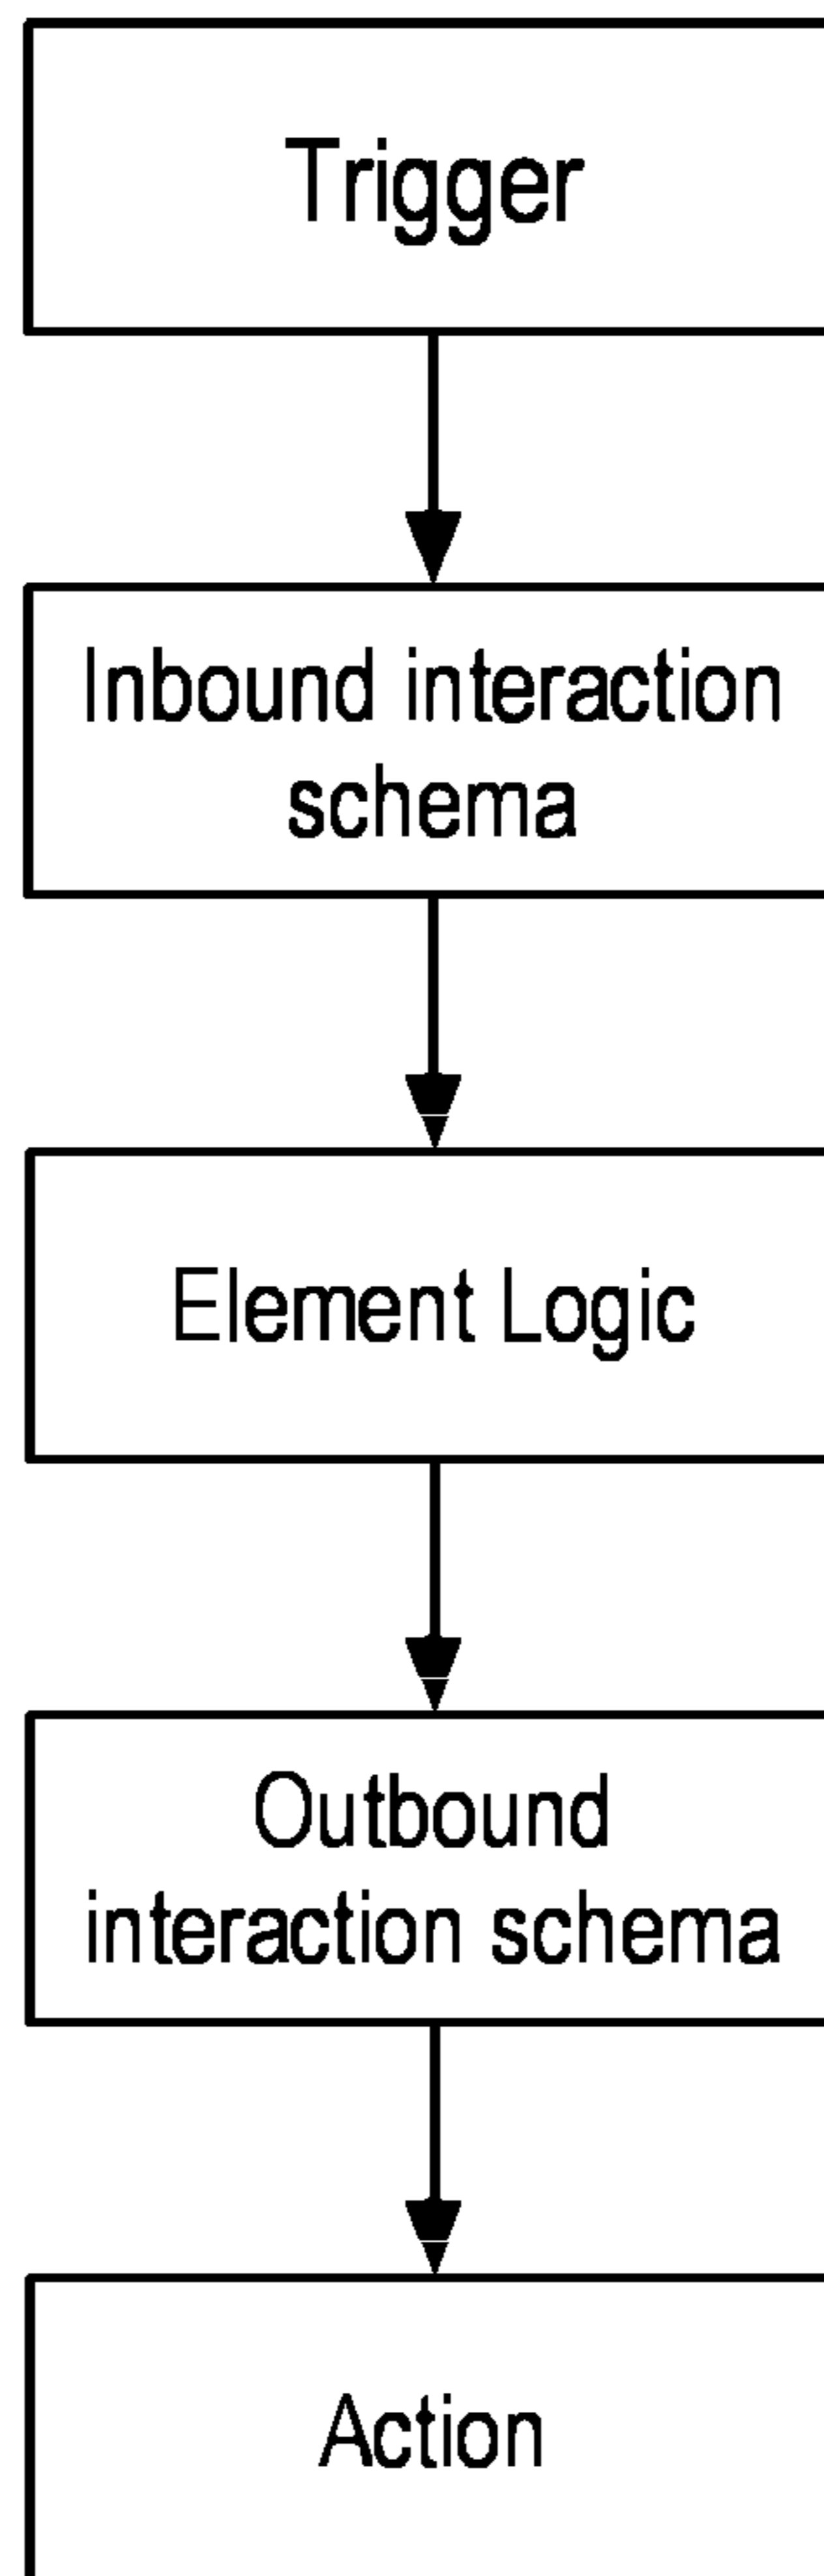 Trigger
Inbound interaction
schema
Element Logic
Outbound
interaction schema
Action